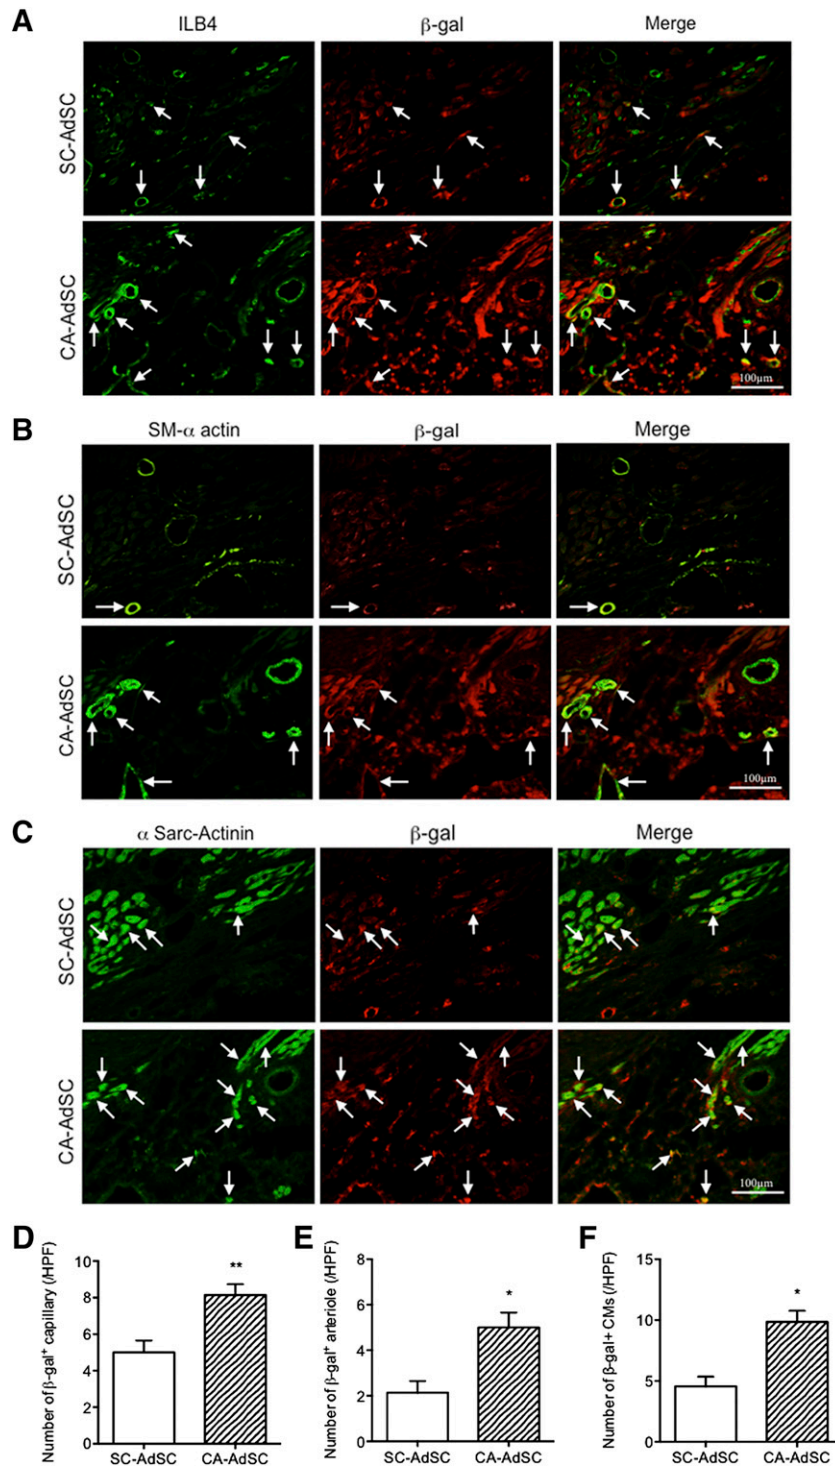 A
ILB4 β-gal Merge
SC-AdSC
CA-AdSC
100μm
B
SM-α actin β-gal Merge
SC-AdSC
CA-AdSC
100μm
C
α Sarc-Actinin β-gal Merge
SC-AdSC
CA-AdSC
100μm
D
Number of β-gal⁺ capillary (/HPF)
10
8
6
4
2
0
**
SC-AdSC CA-AdSC
E
Number of β-gal⁺ arteriole (/HPF)
8
6
4
2
0
*
SC-AdSC CA-AdSC
F
Number of β-gal+ CMs (/HPF)
15
10
5
0
*
SC-AdSC CA-AdSC